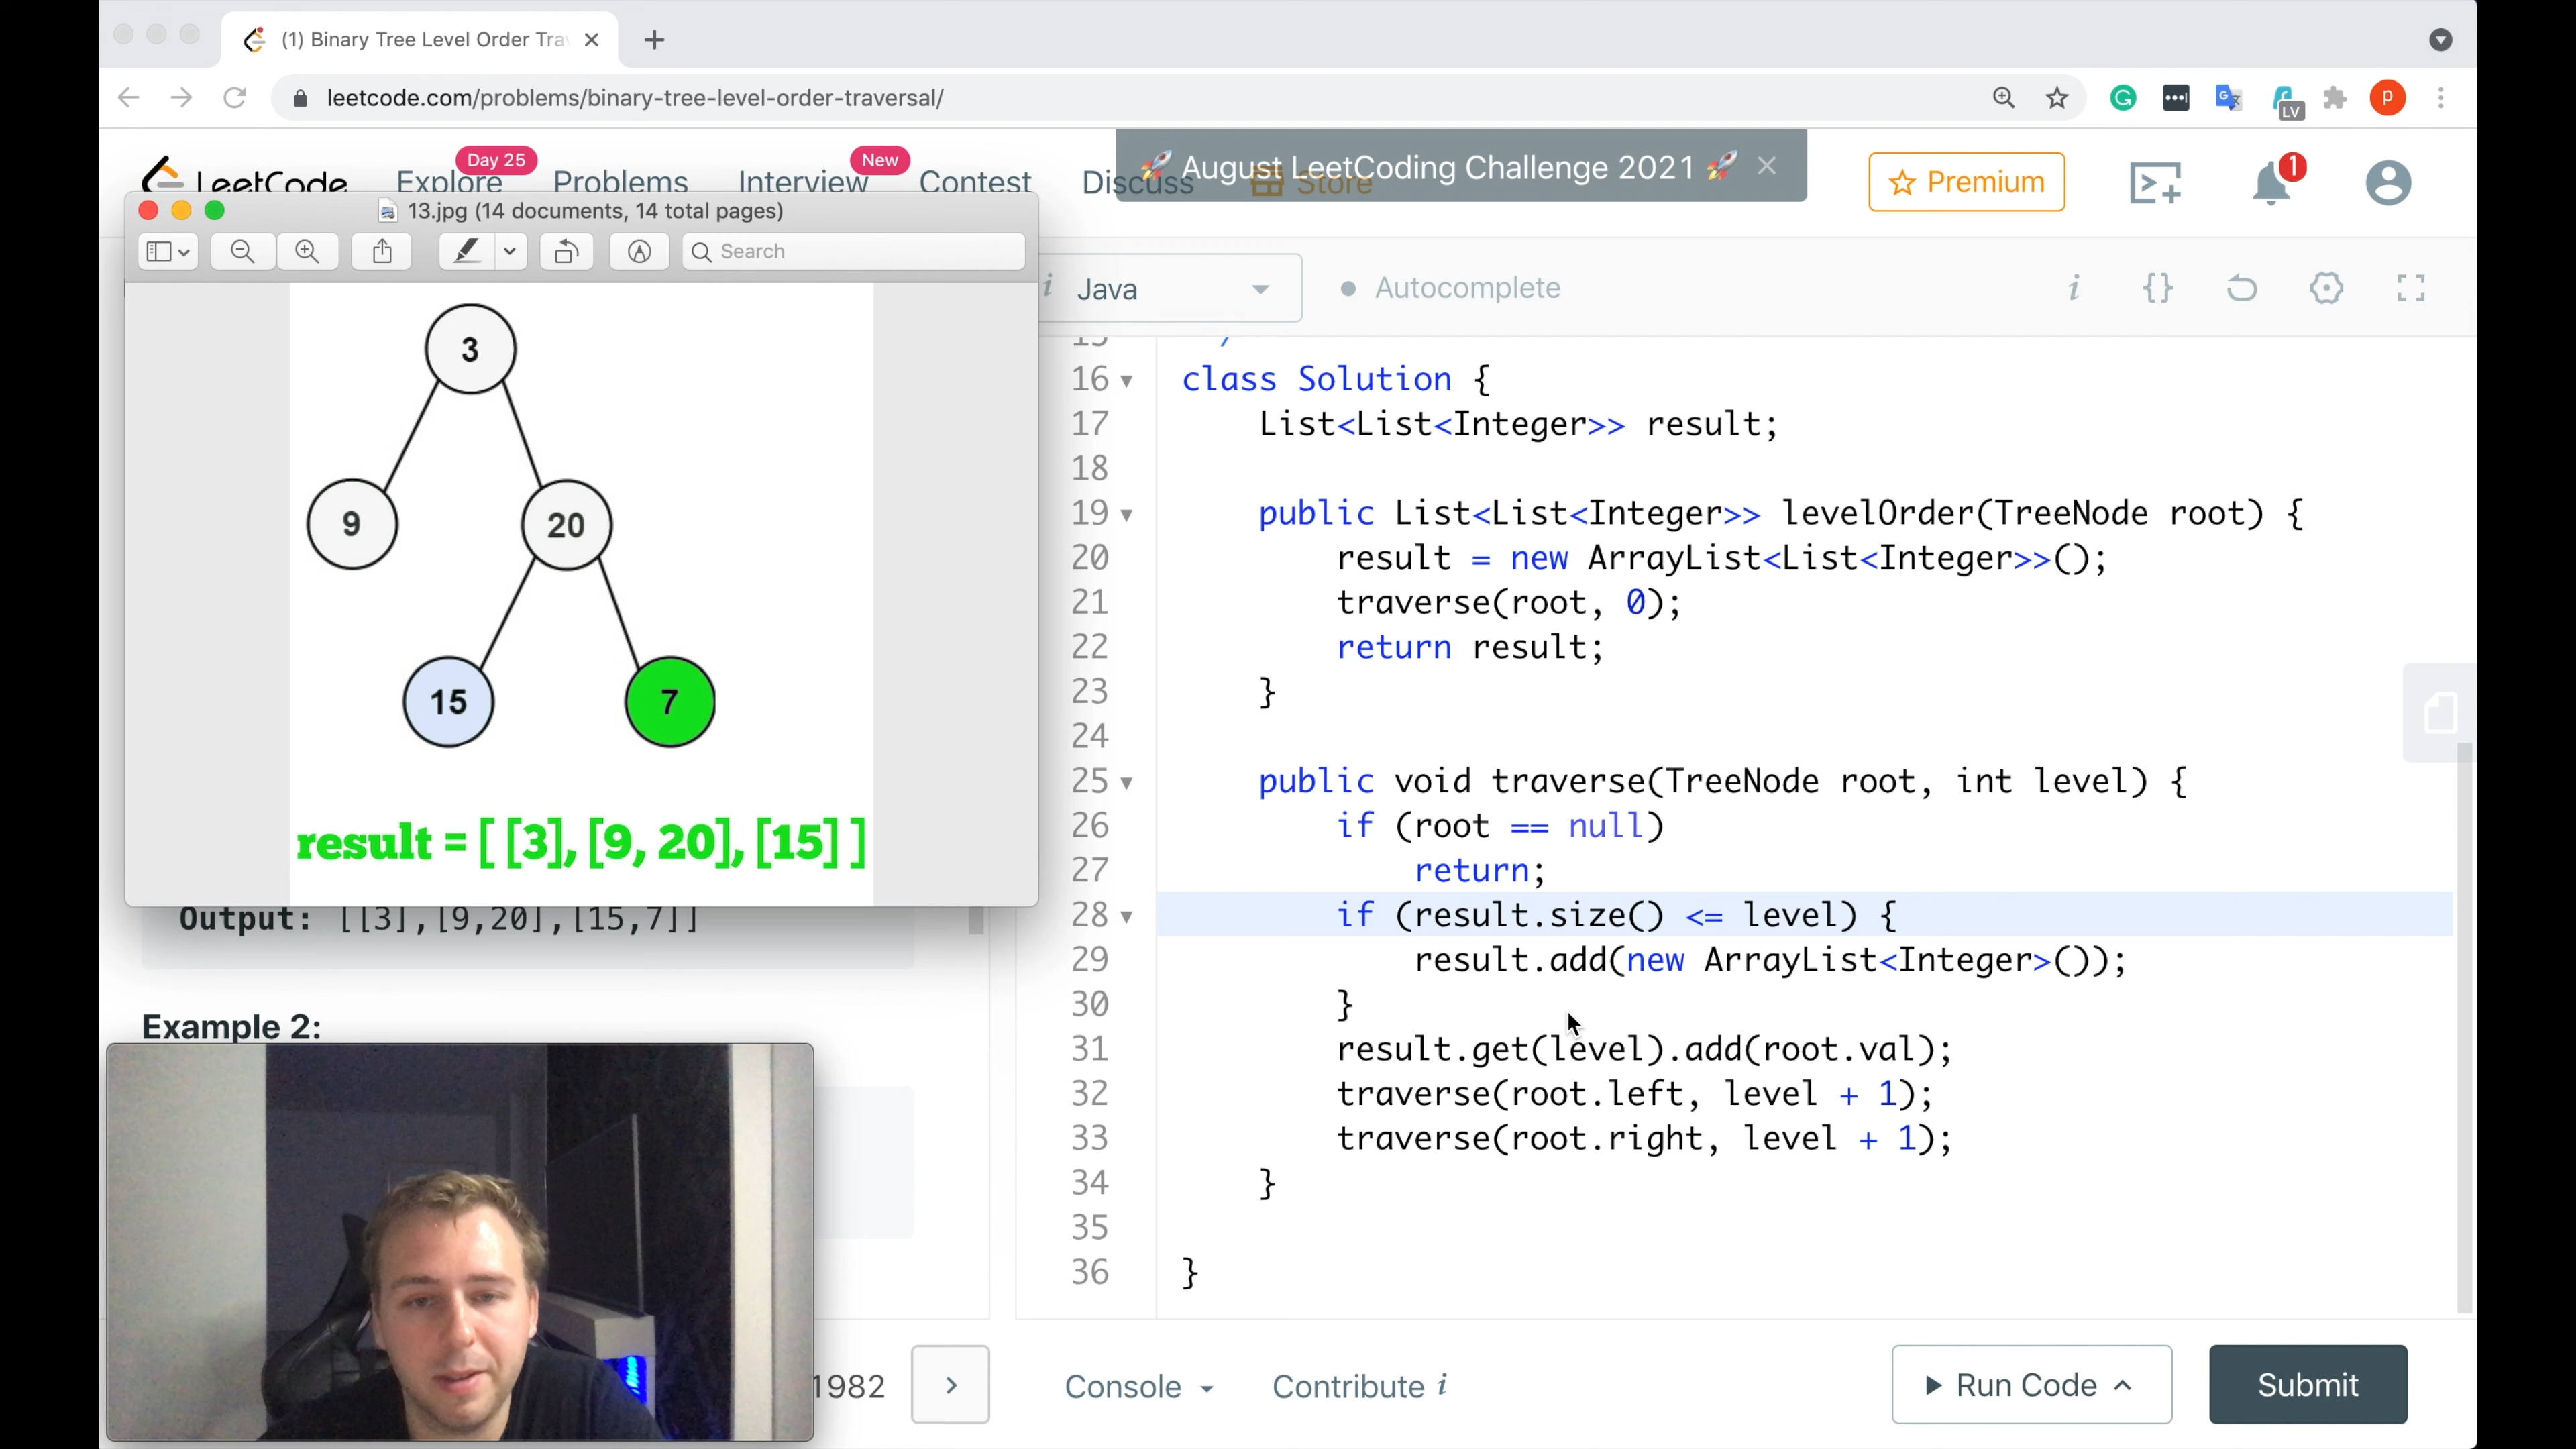 (1) Binary Tree Level Order Tra
leetcode.com/problems/binary-tree-level-order-traversal/
LV
P
LeetCode
Explore
Day 25
Problems
Interview
New
Contest
Discuss
Store
🚀 August LeetCoding Challenge 2021 🚀
Premium
1
13.jpg (14 documents, 14 total pages)
Search
3
9
20
15
7
result = [ [3], [9, 20], [15] ]
Output: [[3],[9,20],[15,7]]
Example 2:
1982
i Java
Autocomplete
i {}
15
16 class Solution {
17 List<List<Integer>> result;
18
19 public List<List<Integer>> levelOrder(TreeNode root) {
20 result = new ArrayList<List<Integer>>();
21 traverse(root, 0);
22 return result;
23 }
24
25 public void traverse(TreeNode root, int level) {
26 if (root == null)
27 return;
28 if (result.size() <= level) {
29 result.add(new ArrayList<Integer>());
30 }
31 result.get(level).add(root.val);
32 traverse(root.left, level + 1);
33 traverse(root.right, level + 1);
34 }
35
36 }
Console
Contribute i
Run Code
Submit